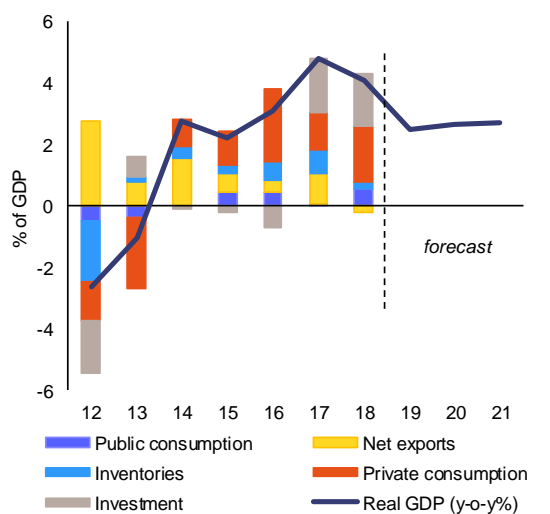 6
4
2
0
-2
-4
-6
% of GDP
forecast
12 13 14 15 16 17 18 19 20 21
Public consumption Net exports
Inventories Private consumption
Investment Real GDP (y-o-y%)